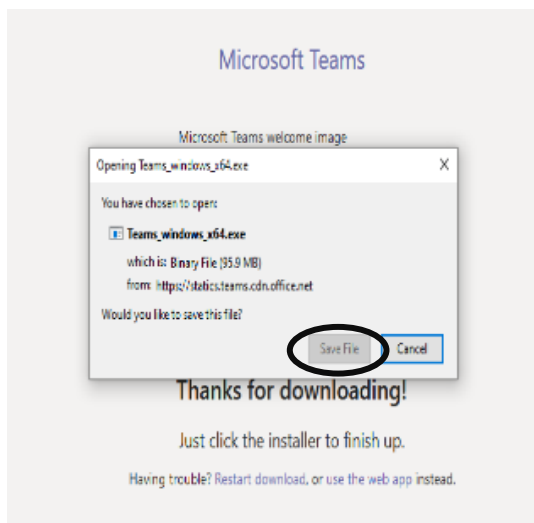 Microsoft Teams
Microsoft Teams welcome image
Opening Teams_windows_x64.exe X
You have chosen to open:
Teams_windows_x64.exe
which is: Binary File (95.9 MB)
from: https://statics.teams.cdn.office.net
Would you like to save this file?
Save File Cancel
Thanks for downloading!
Just click the installer to finish up.
Having trouble? Restart download, or use the web app instead.